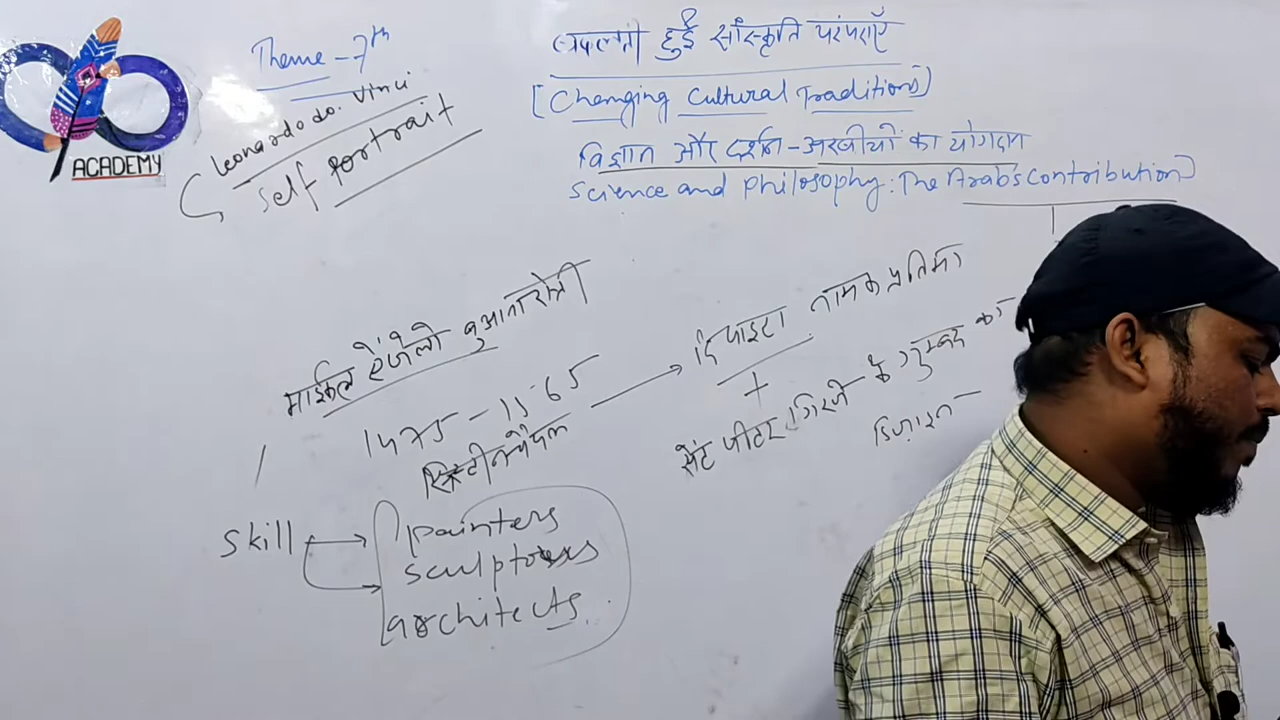 ACADEMY
Theme - 7th
Leonardo do. Vinci
Self portrait
बदलती हुई सांस्कृति परंपराएँ
[Changing Cultural Traditions]
विज्ञान और दर्शन - अरबीयों का योगदान
Science and Philosophy: The Arab's Contribution]
माईकल ऐंजेलो बुआनारोत्ती
1475 - 1565
सिस्टीन चैपल
दि पाइटा नामक प्रतिमा
+
सेंट पीटर गिरजे के गुम्बद का
डिज़ाइन
Skill
painters
sculptors
architects